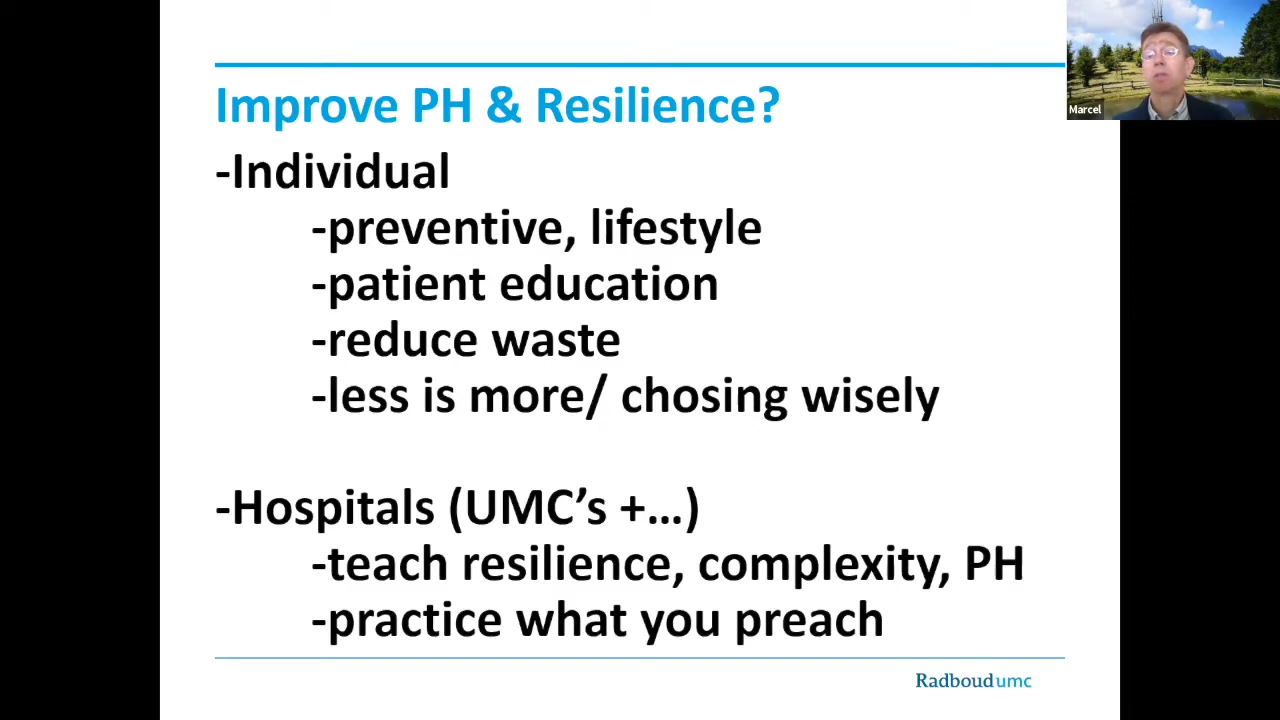 Improve PH & Resilience?
-Individual
-preventive, lifestyle
-patient education
-reduce waste
-less is more/ chosing wisely
-Hospitals (UMC’s +…)
-teach resilience, complexity, PH
-practice what you preach
Radboudumc
Marcel